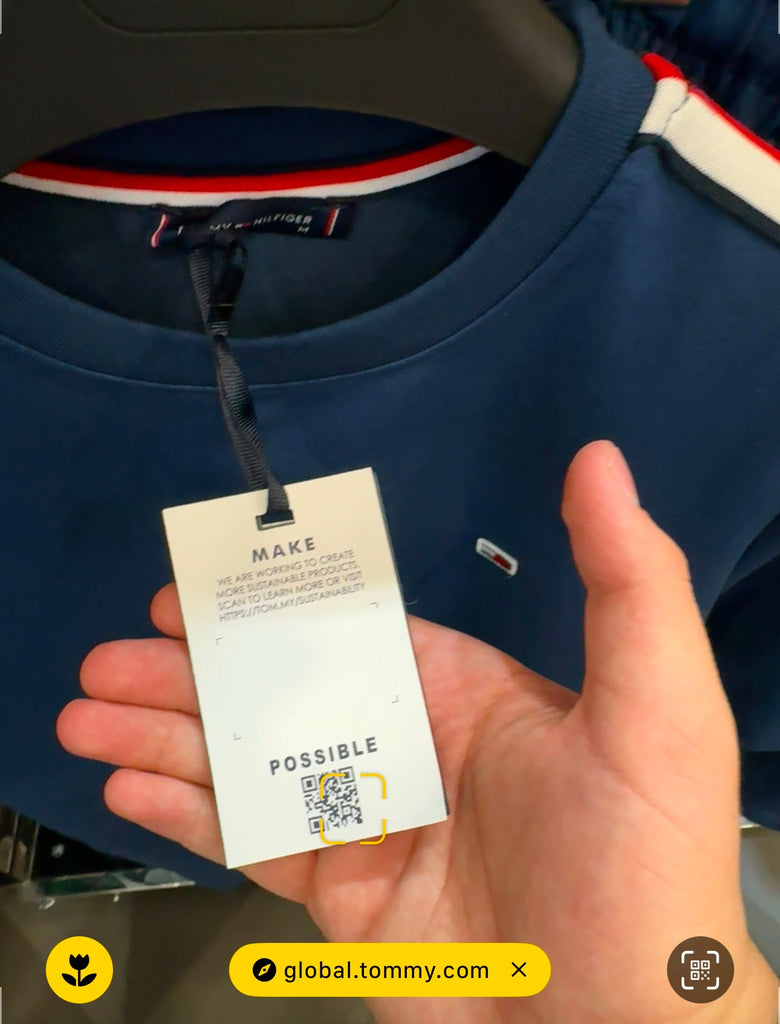 HILFIGER
M
MAKE
WE ARE WORKING TO CREATE
MORE SUSTAINABLE PRODUCTS.
SCAN TO LEARN MORE OR VISIT
HTTPS://TOM.MY/SUSTAINABILITY
POSSIBLE
global.tommy.com